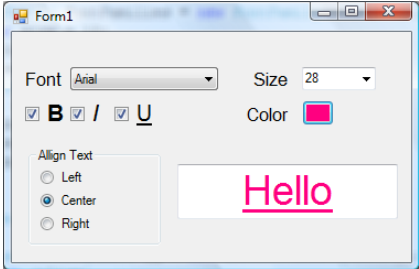 Form1
Font Arial Size 28
B I U Color
Allign Text
Left
Center
Right
Hello